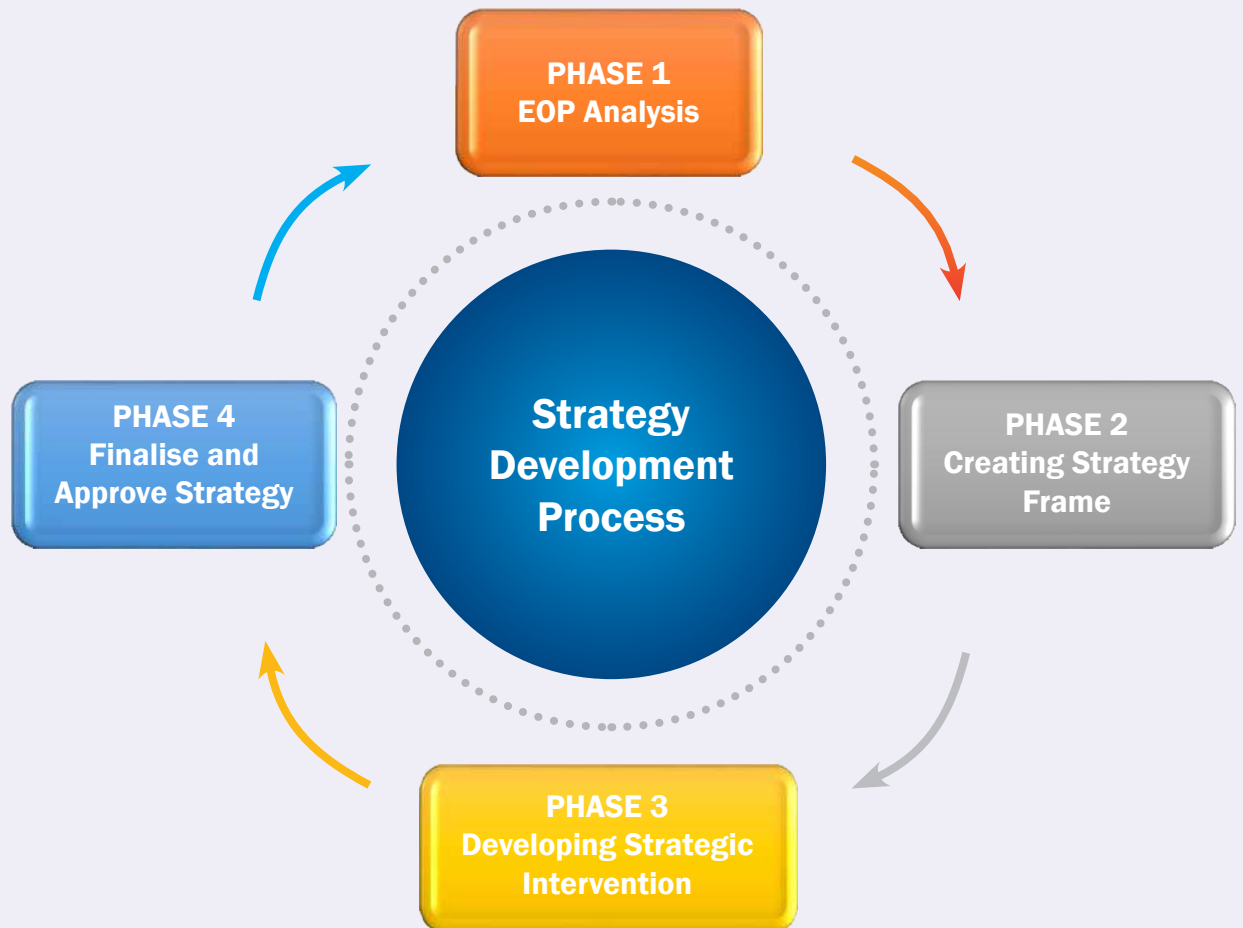 PHASE 1
EOP Analysis
Strategy
Development
Process
PHASE 2
Creating Strategy
Frame
PHASE 3
Developing Strategic
Intervention
PHASE 4
Finalise and
Approve Strategy